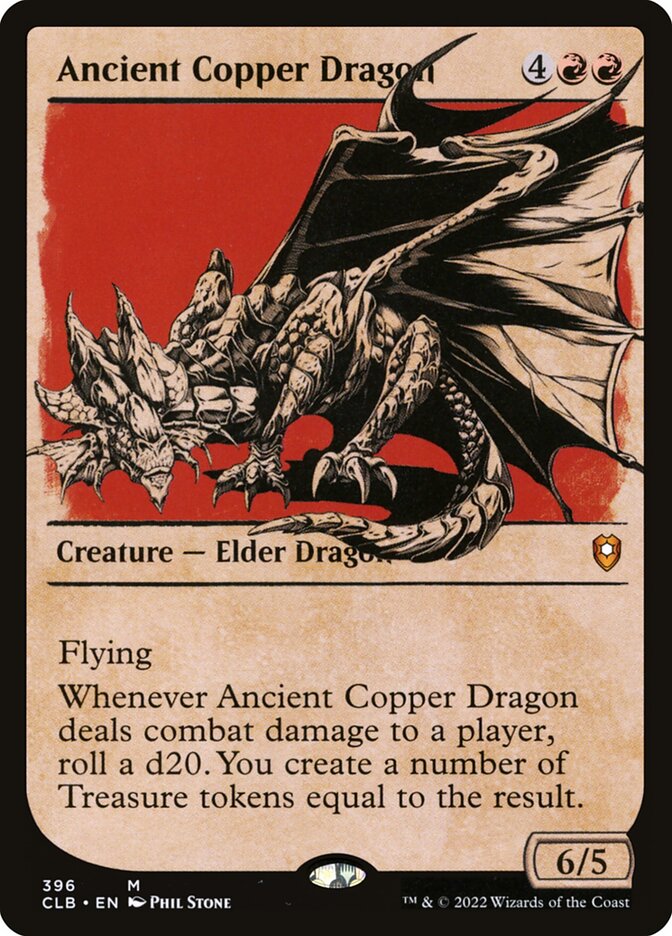 Ancient Copper Dragon 4
Creature — Elder Dragon
Flying
Whenever Ancient Copper Dragon
deals combat damage to a player,
roll a d20. You create a number of
Treasure tokens equal to the result.
6/5
396 M
CLB • EN Phil Stone
™ & © 2022 Wizards of the Coast